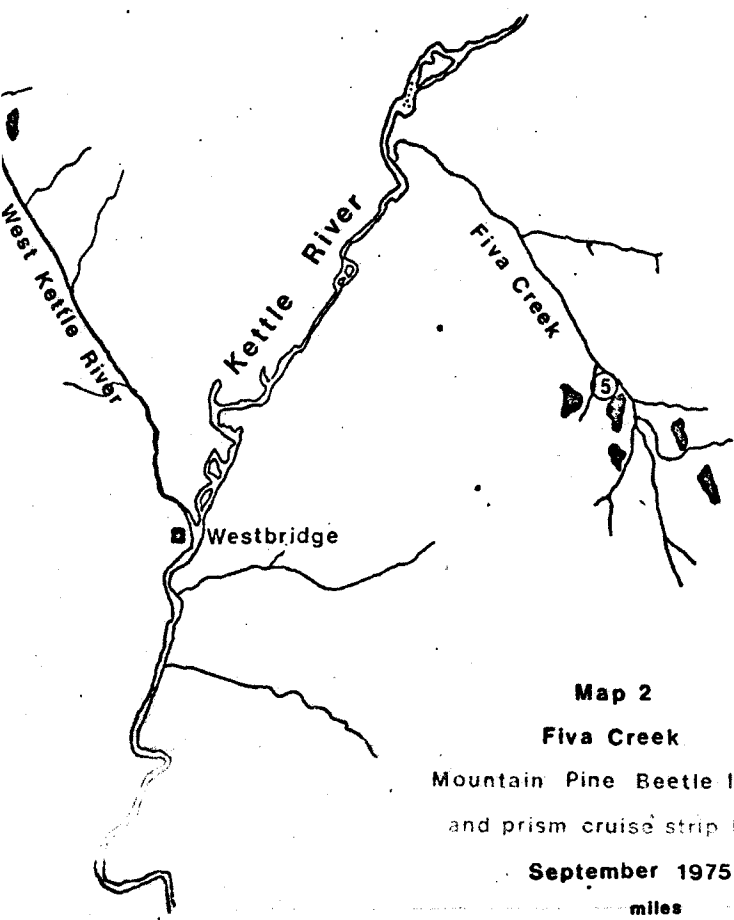 West Kettle River
Kettle River
Fiva Creek
5
Westbridge
Map 2
Fiva Creek
Mountain Pine Beetle
and prism cruise strip
September 1975
miles